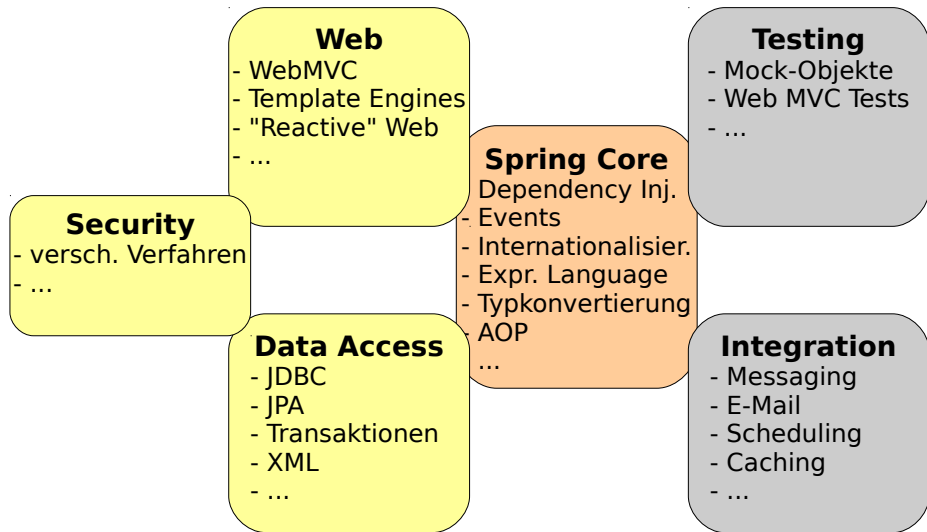 Web
- WebMVC
- Template Engines
- "Reactive" Web
- ...
Testing
- Mock-Objekte
- Web MVC Tests
- ...
Spring Core
Dependency Inj.
- Events
- Internationalisier.
- Expr. Language
- Typkonvertierung
- AOP
...
Security
- versch. Verfahren
- ...
Data Access
- JDBC
- JPA
- Transaktionen
- XML
- ...
Integration
- Messaging
- E-Mail
- Scheduling
- Caching
- ...